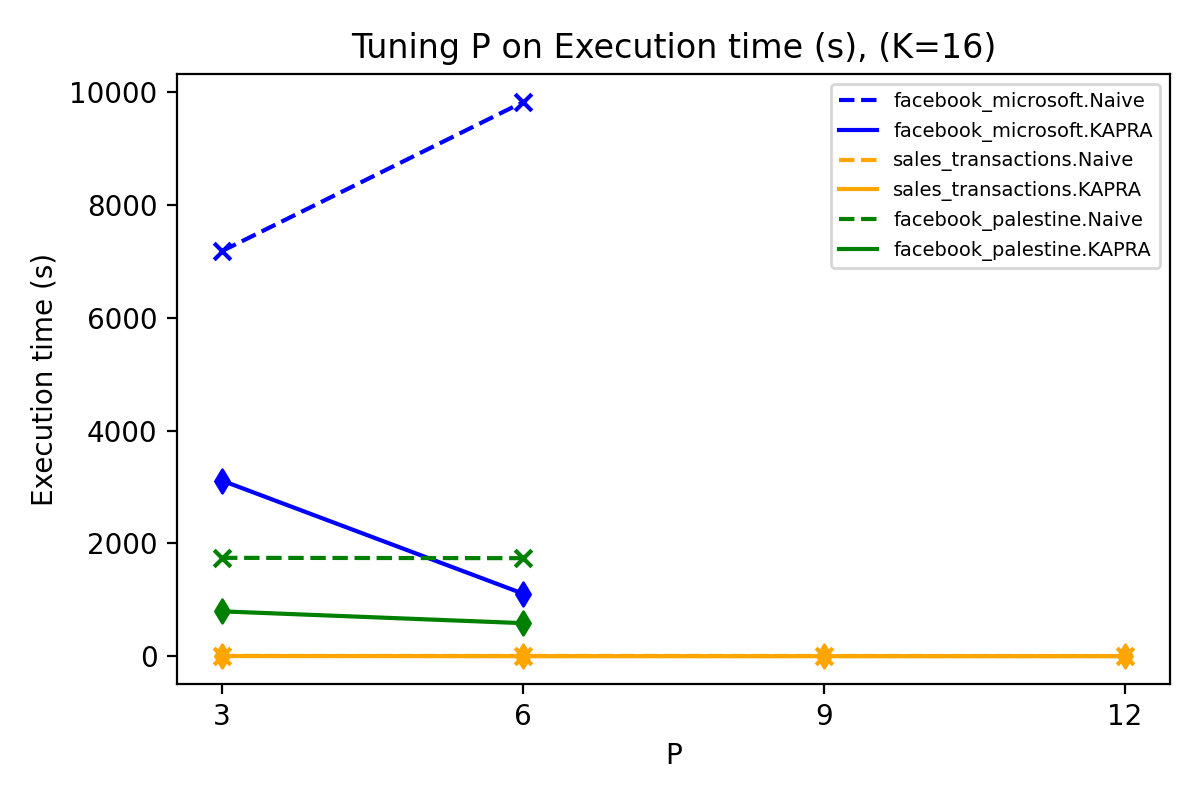 Tuning P on Execution time (s), (K=16)
10000
8000
6000
4000
2000
0
Execution time (s)
facebook_microsoft.Naive
facebook_microsoft.KAPRA
sales_transactions.Naive
sales_transactions.KAPRA
facebook_palestine.Naive
facebook_palestine.KAPRA
3 6 9 12
P